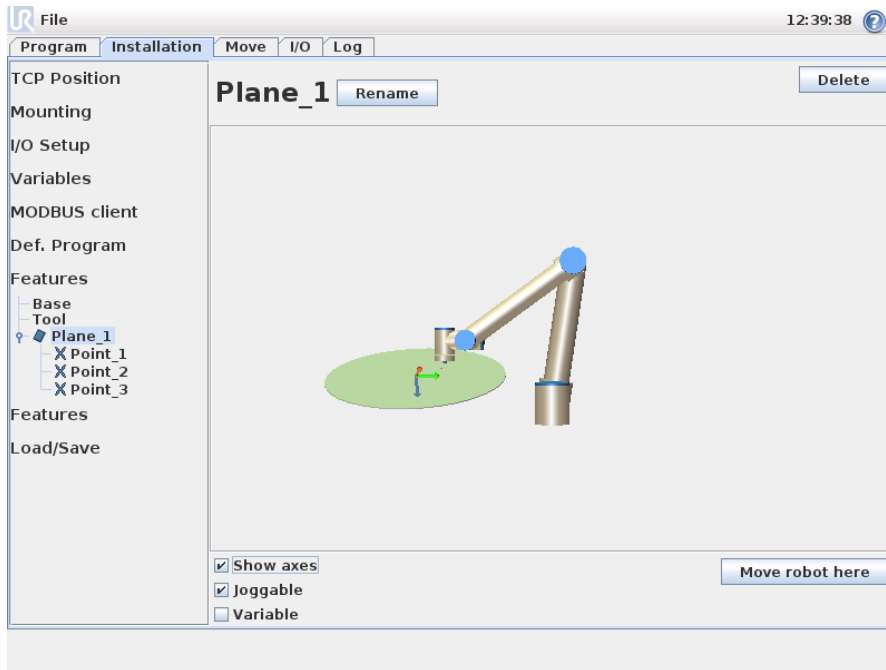 UR File 12:39:38 ?
Program Installation Move I/O Log
TCP Position
Mounting
I/O Setup
Variables
MODBUS client
Def. Program
Features
Base
Tool
Plane_1
Point_1
Point_2
Point_3
Features
Load/Save
Plane_1 Rename Delete
Show axes
Joggable
Variable
Move robot here